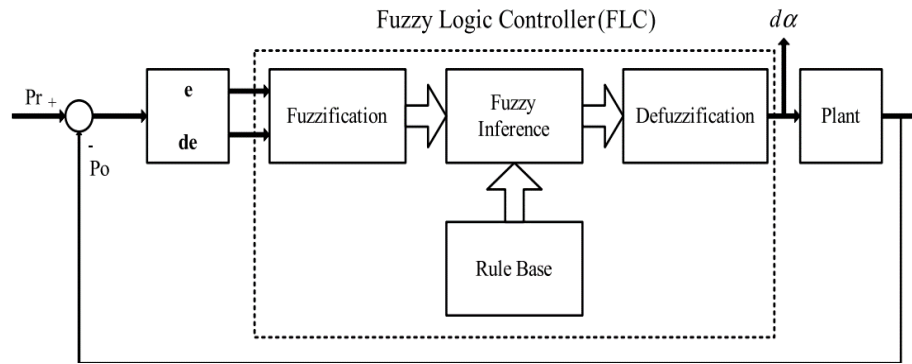 Fuzzy Logic Controller (FLC)
dα
Pr +
-
Po
e
de
Fuzzification
Fuzzy
Inference
Defuzzification
Plant
Rule Base